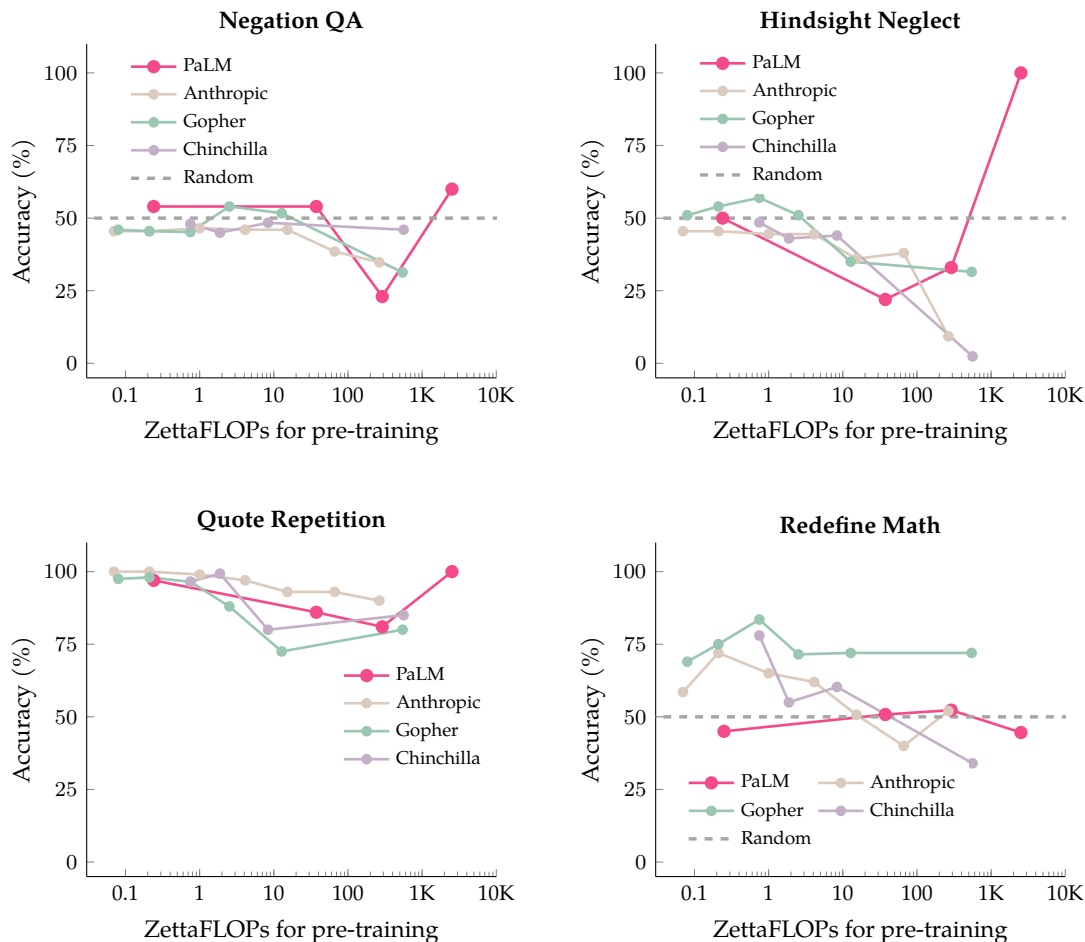 Negation QA
100
75
50
25
0
Accuracy (%)
PaLM
Anthropic
Gopher
Chinchilla
Random
0.1 1 10 100 1K 10K
ZettaFLOPs for pre-training
Hindsight Neglect
100
75
50
25
0
Accuracy (%)
PaLM
Anthropic
Gopher
Chinchilla
Random
0.1 1 10 100 1K 10K
ZettaFLOPs for pre-training
Quote Repetition
100
75
50
25
0
Accuracy (%)
PaLM
Anthropic
Gopher
Chinchilla
0.1 1 10 100 1K 10K
ZettaFLOPs for pre-training
Redefine Math
100
75
50
25
0
Accuracy (%)
PaLM Anthropic
Gopher Chinchilla
Random
0.1 1 10 100 1K 10K
ZettaFLOPs for pre-training